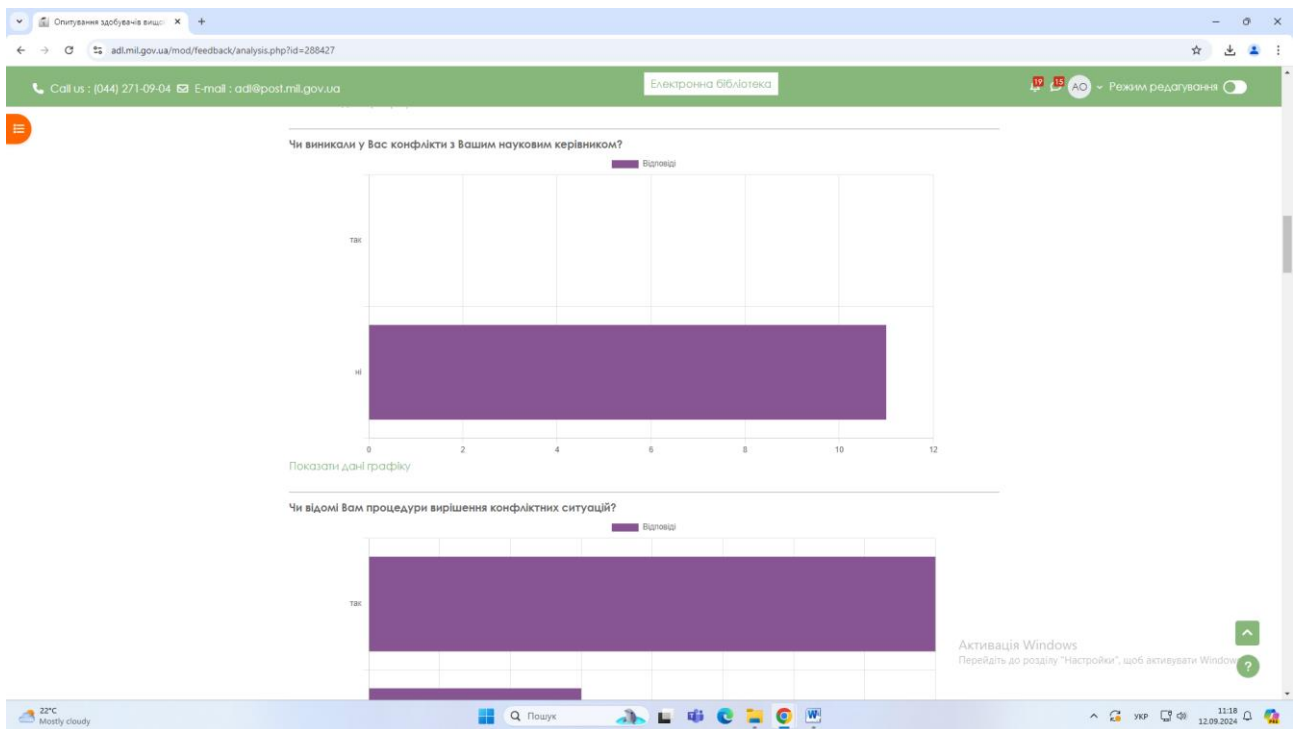 Опитування здобувачів вищої
adl.mil.gov.ua/mod/feedback/analysis.php?id=288427
Call us : (044) 271-09-04 E-mail : adl@post.mil.gov.ua
Електронна бібліотека
19
15
АО
Режим редагування
Чи виникали у Вас конфлікти з Вашим науковим керівником?
Відповіді
так
ні
0 2 4 6 8 10 12
Показати дані графіку
Чи відомі Вам процедури вирішення конфліктних ситуацій?
Відповіді
так
Активація Windows
Перейдіть до розділу "Настройки", щоб активувати Window
?
22°C
Mostly cloudy
Пошук
УКР
11:18
12.09.2024